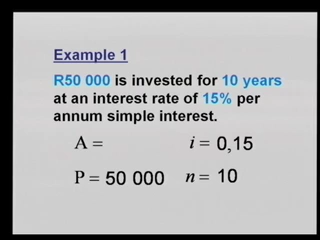 Example 1
R50 000 is invested for 10 years
at an interest rate of 15% per
annum simple interest.
A =
i = 0,15
P = 50 000
n = 10